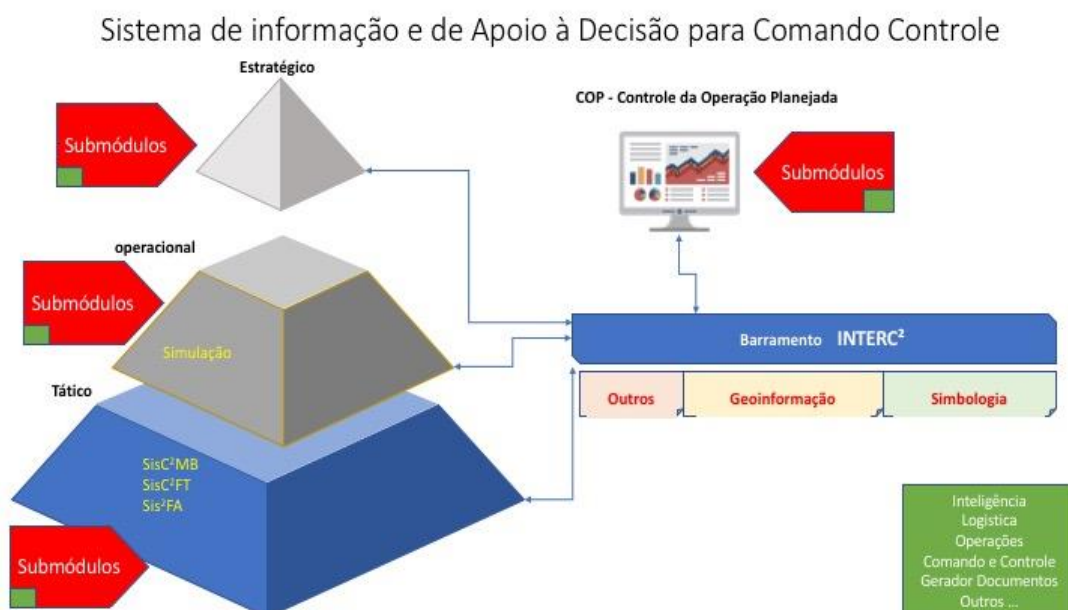 Sistema de informação e de Apoio à Decisão para Comando Controle
Estratégico
COP - Controle da Operação Planejada
Submódulos
Submódulos
operacional
Submódulos
Simulação
Barramento INTERC²
Tático
Outros
Geoinformação
Simbologia
SisC²MB
SisC²FT
Sis²FA
Submódulos
Inteligência
Logistica
Operações
Comando e Controle
Gerador Documentos
Outros ...